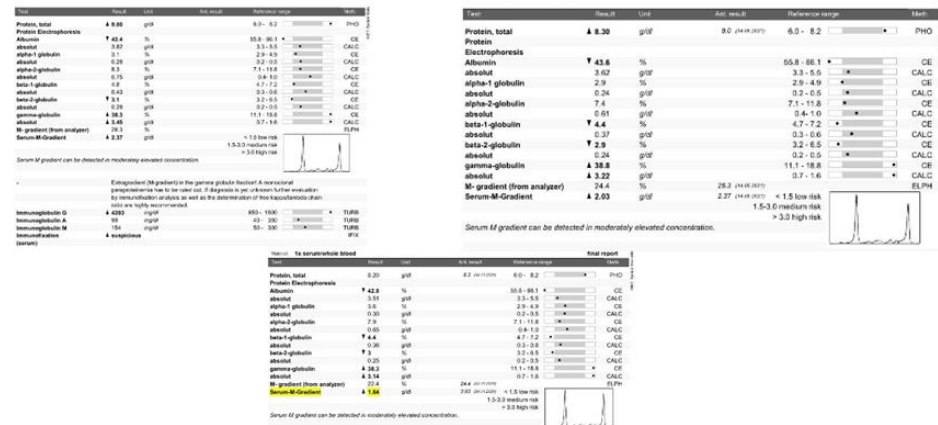 Test Result Unit Ant. result Reference range Meth
Protein, total ▲ 9.00 g/dl 6.0 - 8.2 PHO
Protein Electrophoresis
Albumin ▼ 42.4 % 55.8 - 66.1 CE
absolut 3.82 g/dl 3.3 - 5.5 CALC
alpha-1 globulin 3.1 % 2.9 - 4.9 CE
absolut 0.28 g/dl 0.2 - 0.5 CALC
alpha-2-globulin 8.3 % 7.1 - 11.8 CE
absolut 0.75 g/dl 0.4- 1.0 CALC
beta-1-globulin 4.8 % 4.7 - 7.2 CE
absolut 0.43 g/dl 0.3 - 0.6 CALC
beta-2-globulin ▼ 3.1 % 3.2 - 6.5 CE
absolut 0.28 g/dl 0.2 - 0.5 CALC
gamma-globulin ▲ 38.3 % 11.1 - 18.8 CE
absolut ▲ 3.45 g/dl 0.7 - 1.6 CALC
M- gradient (from analyzer) 26.3 % ELPH
Serum-M-Gradient ▲ 2.37 g/dl < 1.5 low risk
1.5-3.0 medium risk
> 3.0 high risk
Serum M gradient can be detected in moderately elevated concentration.
Extragradient (M-gradient) in the gamma globulin fraction! A monoclonal
paraproteinemia has to be ruled out. If diagnosis is yet unknown further evaluation
by immunofixation analysis as well as the determination of free kappa/lambda chain
ratio are highly recommended.
Immunoglobulin G ▲ 4203 mg/dl TURB
Immunoglobulin A 99 mg/dl TURB
Immunoglobulin M 184 mg/dl TURB
Immunofixation ▲ suspicious IFIX
(serum)
Test Result Unit Ant. result Reference range Meth
Protein, total ▲ 8.30 g/dl 9.0 6.0 - 8.2 PHO
Protein
Electrophoresis
Albumin ▼ 43.6 % 55.8 - 66.1 CE
absolut 3.62 g/dl 3.3 - 5.5 CALC
alpha-1 globulin 2.9 % 2.9 - 4.9 CE
absolut 0.24 g/dl 0.2 - 0.5 CALC
alpha-2-globulin 7.4 % 7.1 - 11.8 CE
absolut 0.61 g/dl 0.4- 1.0 CALC
beta-1-globulin ▼ 4.4 % 4.7 - 7.2 CE
absolut 0.37 g/dl 0.3 - 0.6 CALC
beta-2-globulin ▼ 2.9 % 3.2 - 6.5 CE
absolut 0.24 g/dl 0.2 - 0.5 CALC
gamma-globulin ▲ 38.8 % 11.1 - 18.8 CE
absolut ▲ 3.22 g/dl 0.7 - 1.6 CALC
M- gradient (from analyzer) 24.4 % 26.3 ELPH
Serum-M-Gradient ▲ 2.03 g/dl 2.37 < 1.5 low risk
1.5-3.0 medium risk
> 3.0 high risk
Serum M gradient can be detected in moderately elevated concentration.
1x serum/whole blood final report
Test Result Unit Ant. result Reference range Meth
Protein, total 8.20 g/dl 8.3 6.0 - 8.2 PHO
Protein Electrophoresis
Albumin ▼ 42.8 % 55.8 - 66.1 CE
absolut 3.51 g/dl 3.3 - 5.5 CALC
alpha-1 globulin 3.6 % 2.9 - 4.9 CE
absolut 0.30 g/dl 0.2 - 0.5 CALC
alpha-2-globulin 7.9 % 7.1 - 11.8 CE
absolut 0.65 g/dl 0.4- 1.0 CALC
beta-1-globulin ▼ 4.4 % 4.7 - 7.2 CE
absolut 0.36 g/dl 0.3 - 0.6 CALC
beta-2-globulin ▼ 3 % 3.2 - 6.5 CE
absolut 0.25 g/dl 0.2 - 0.5 CALC
gamma-globulin ▲ 38.3 % 11.1 - 18.8 CE
absolut ▲ 3.14 g/dl 0.7 - 1.6 CALC
M- gradient (from analyzer) 22.4 % 24.4 ELPH
Serum-M-Gradient ▲ 1.84 g/dl 2.03 < 1.5 low risk
1.5-3.0 medium risk
> 3.0 high risk
Serum M gradient can be detected in moderately elevated concentration.